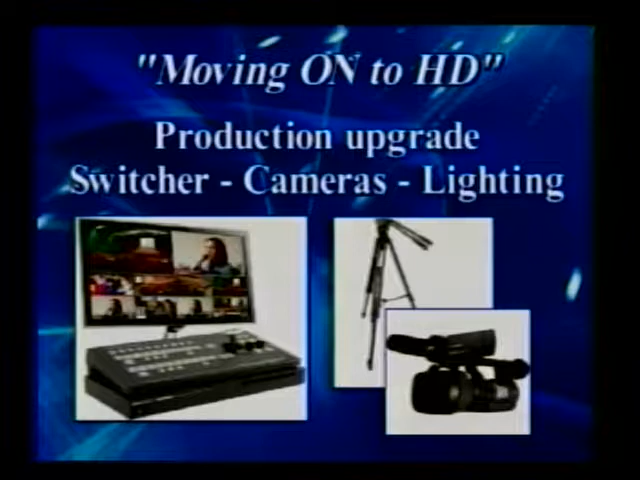 "Moving ON to HD"
Production upgrade
Switcher - Cameras - Lighting